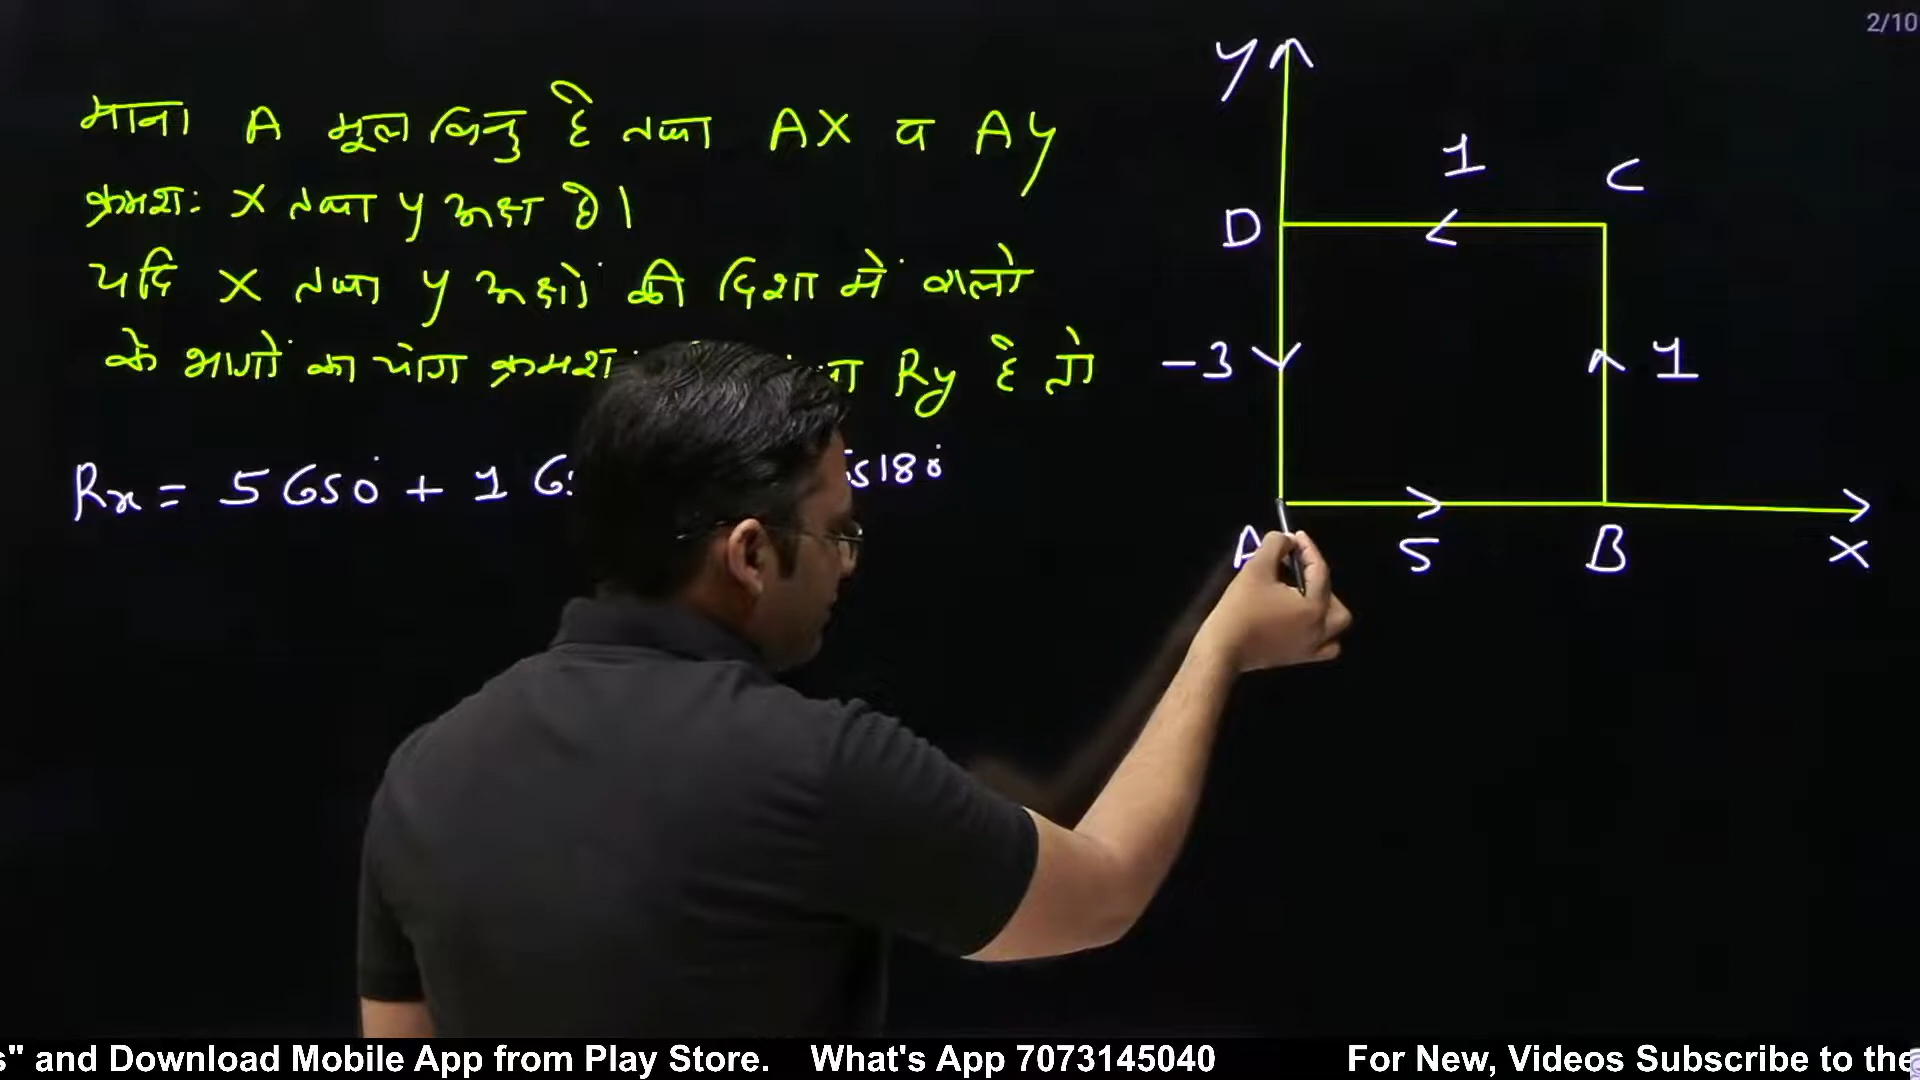 2/10
माना A मूल बिन्दु है तथा AX व AY
क्रमशः X तथा Y अक्ष है।
यदि X तथा Y अक्षों की दिशा में बलों
के भागों का योग क्रमश Ry है तो
Rx = 5 cos 0° + 1 180°
Y
1
C
D
-3
1
A
5
B
X
s" and Download Mobile App from Play Store. What's App 7073145040 For New, Videos Subscribe to the